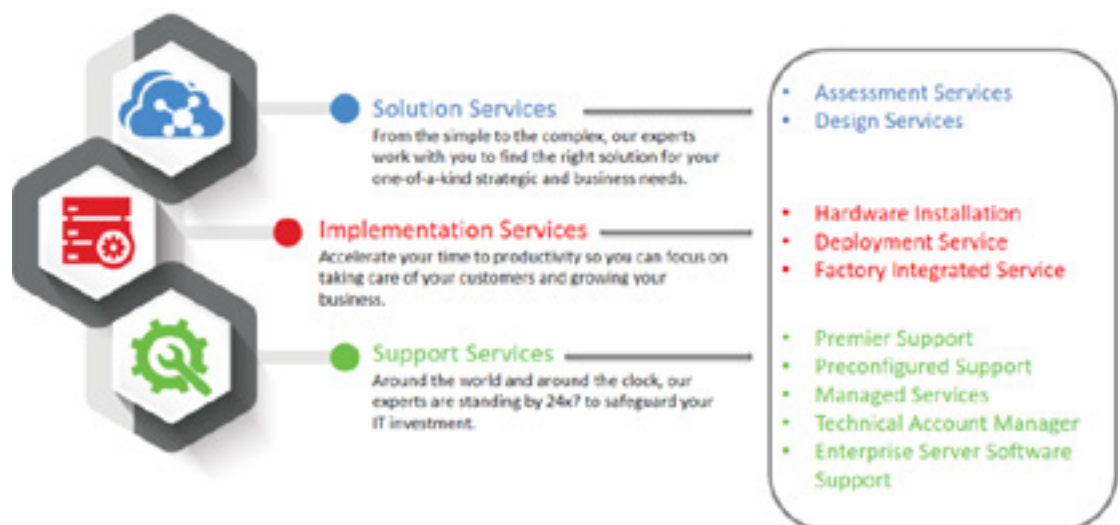 Solution Services
From the simple to the complex, our experts
work with you to find the right solution for your
one-of-a-kind strategic and business needs.
• Assessment Services
• Design Services
Implementation Services
Accelerate your time to productivity so you can focus on
taking care of your customers and growing your
business.
• Hardware Installation
• Deployment Service
• Factory Integrated Service
Support Services
Around the world and around the clock, our
experts are standing by 24x7 to safeguard your
IT investment.
• Premier Support
• Preconfigured Support
• Managed Services
• Technical Account Manager
• Enterprise Server Software
Support